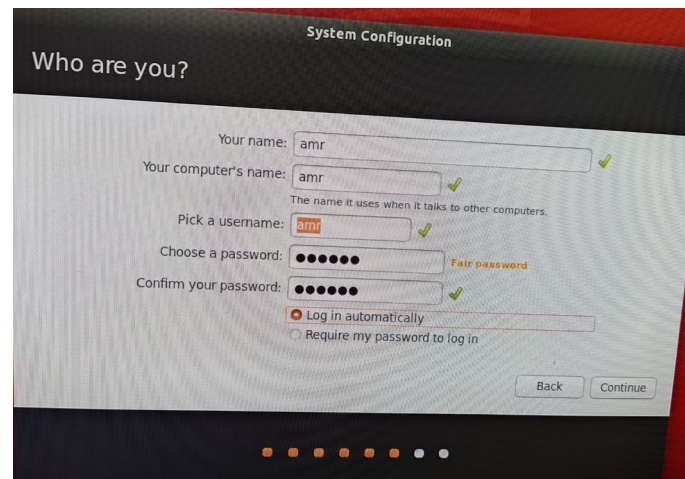 System Configuration
Who are you?
Your name: amr
Your computer's name: amr
The name it uses when it talks to other computers.
Pick a username: amr
Choose a password: ●●●●●● Fair password
Confirm your password: ●●●●●●
Log in automatically
Require my password to log in
Back Continue